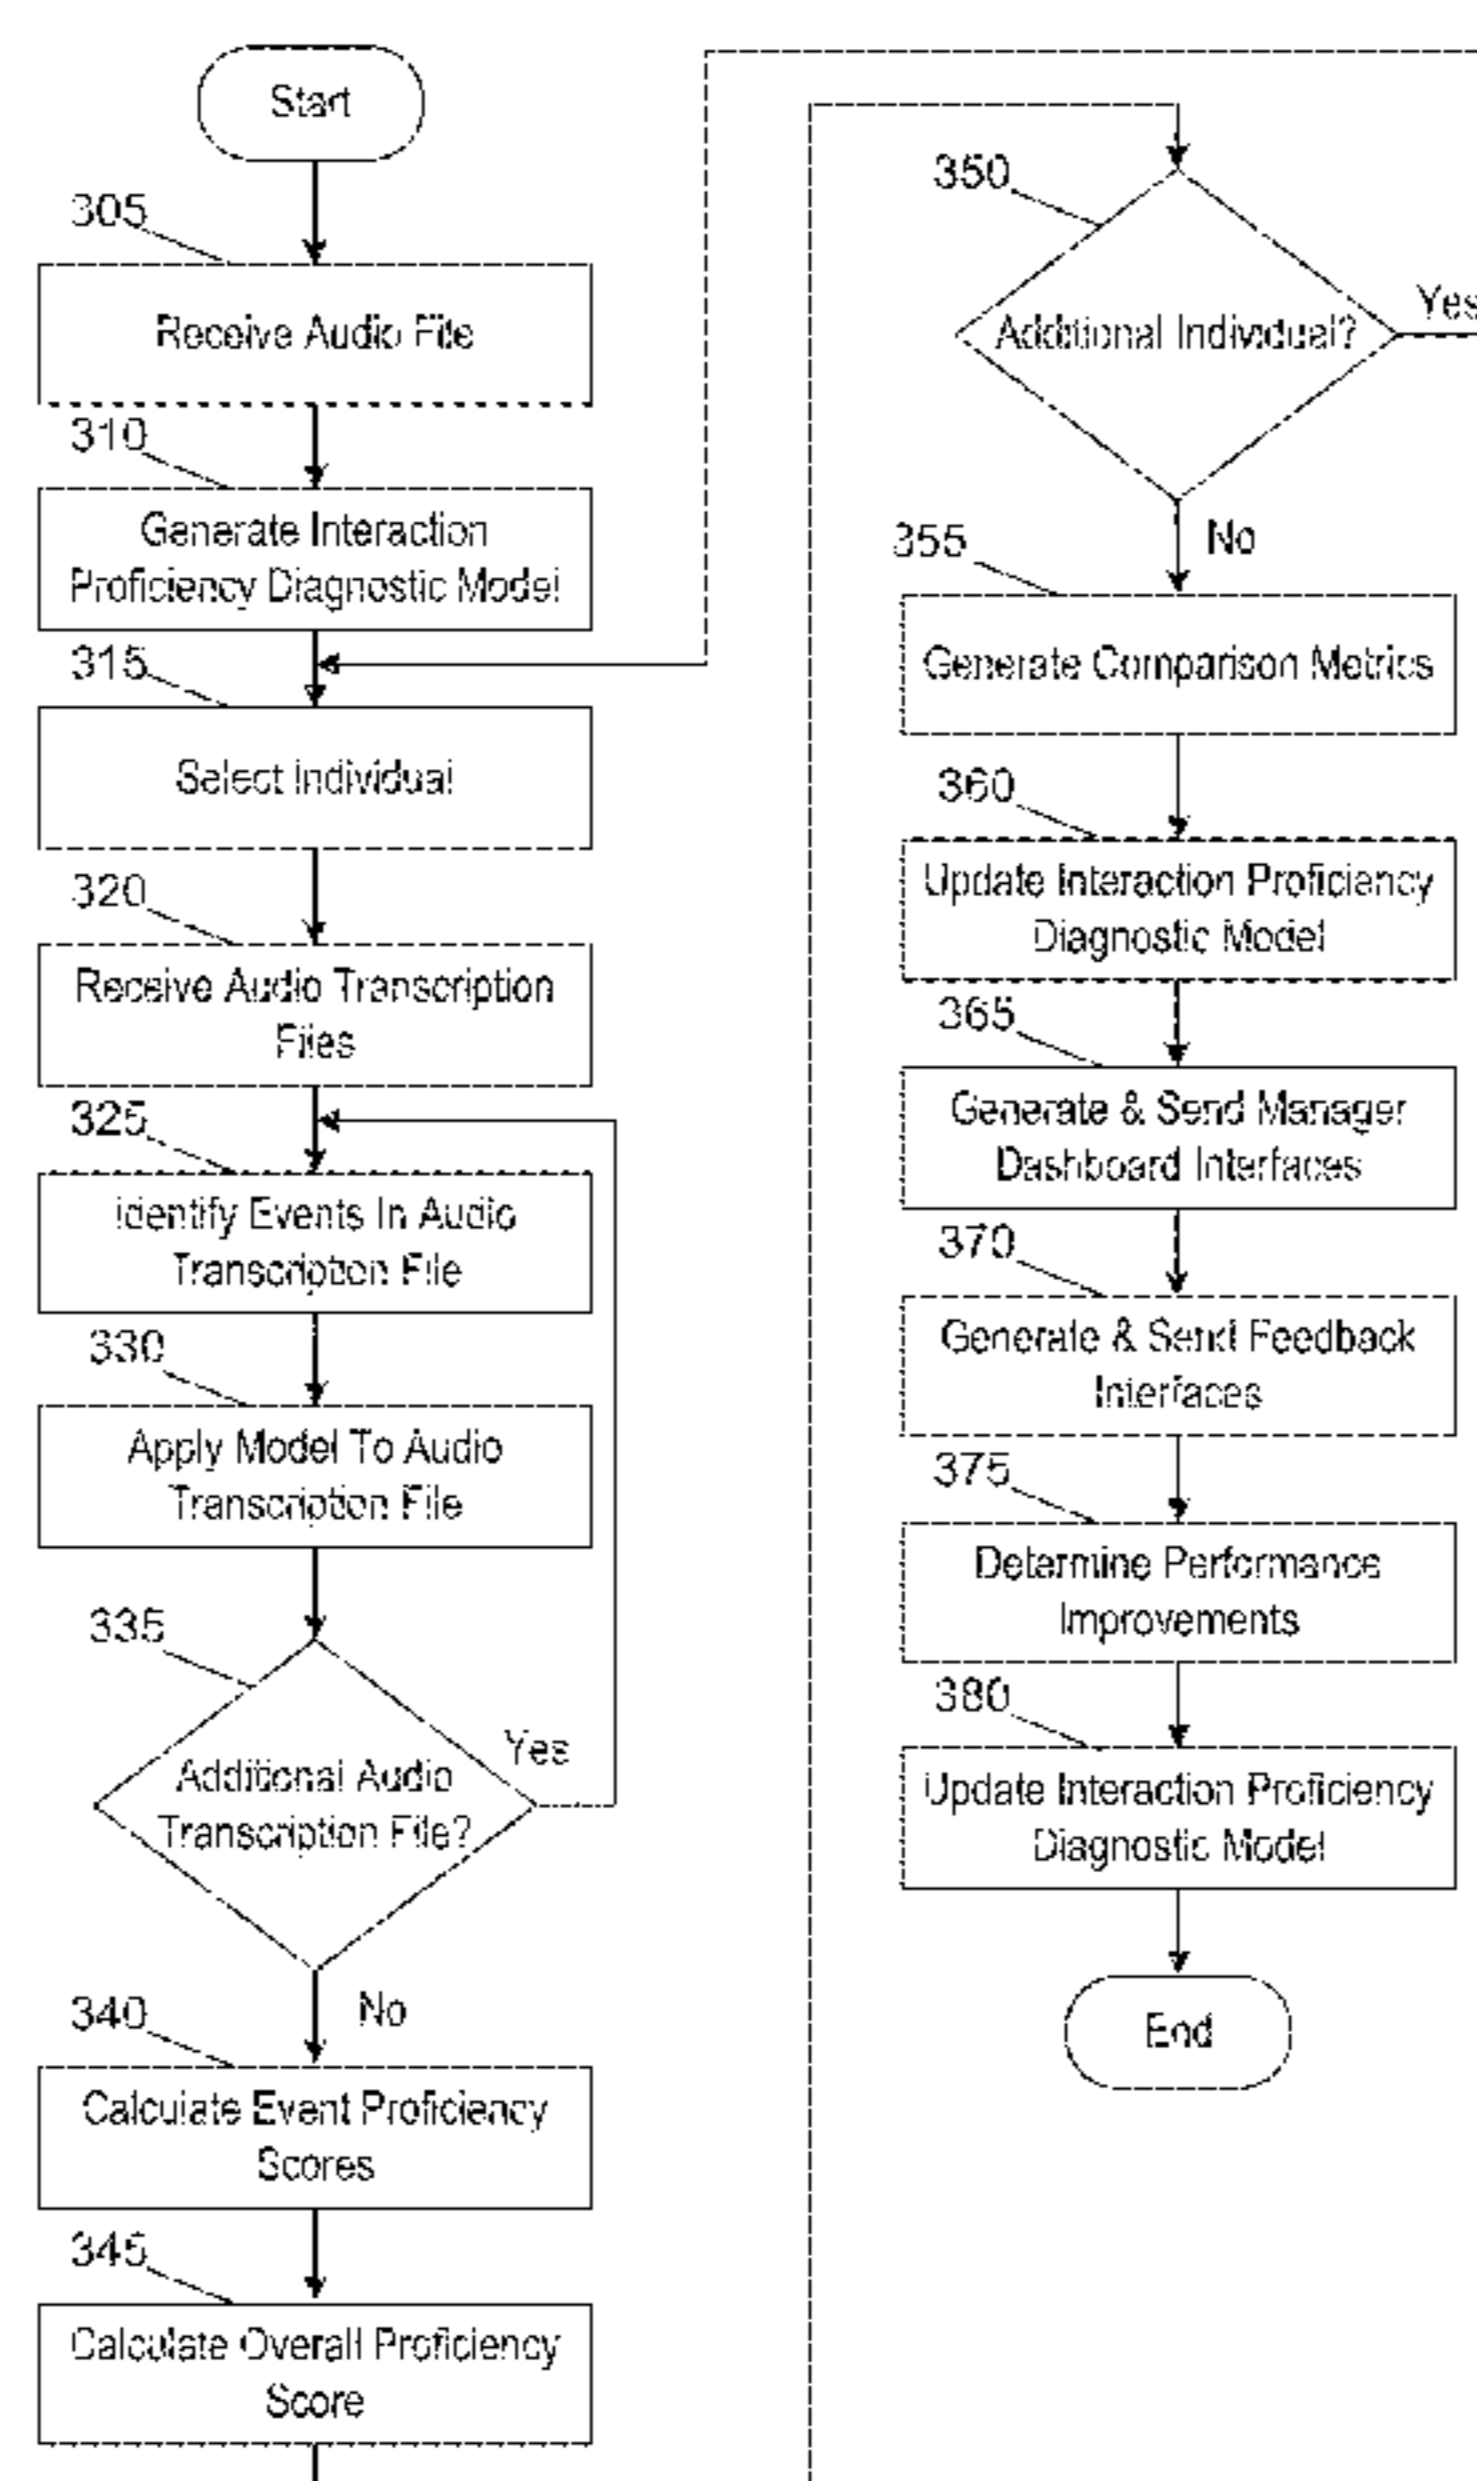 Start
305
Receive Audio File
310
Generate Interaction
Proficiency Diagnostic Model
315
Select Individual
320
Receive Audio Transcription
Files
325
Identify Events In Audio
Transcription File
330
Apply Model To Audio
Transcription File
335
Additional Audio
Transcription File?
Yes
No
340
Calculate Event Proficiency
Scores
345
Calculate Overall Proficiency
Score
350
Additional Individual?
Yes
No
355
Generate Comparison Metrics
360
Update Interaction Proficiency
Diagnostic Model
365
Generate & Send Manager
Dashboard Interfaces
370
Generate & Send Feedback
Interfaces
375
Determine Performance
Improvements
380
Update Interaction Proficiency
Diagnostic Model
End